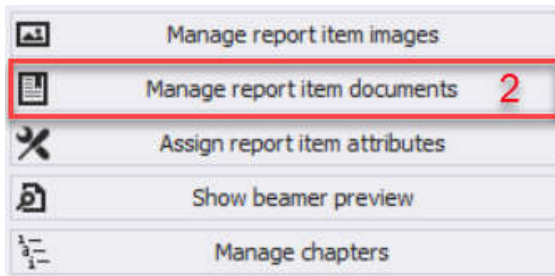 Manage report item images
Manage report item documents 2
Assign report item attributes
Show beamer preview
Manage chapters